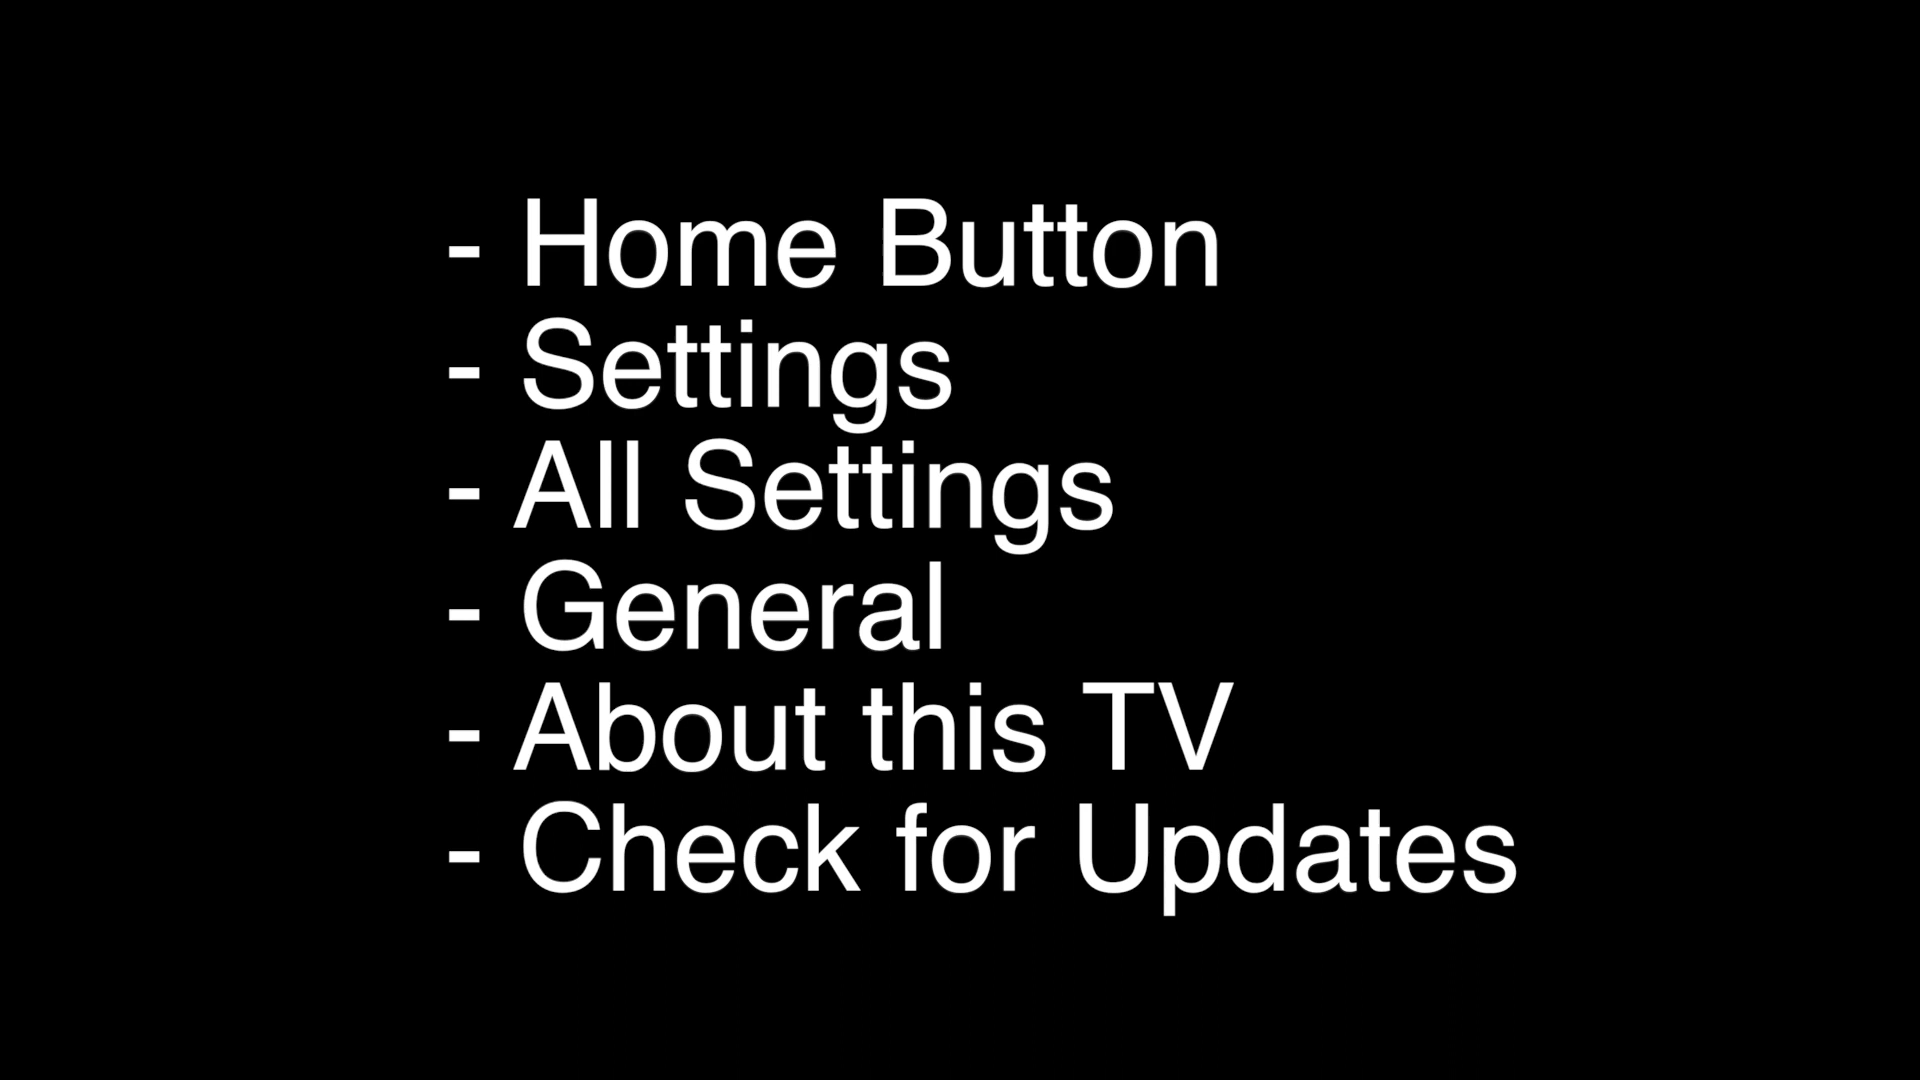 - Home Button
- Settings
- All Settings
- General
- About this TV
- Check for Updates